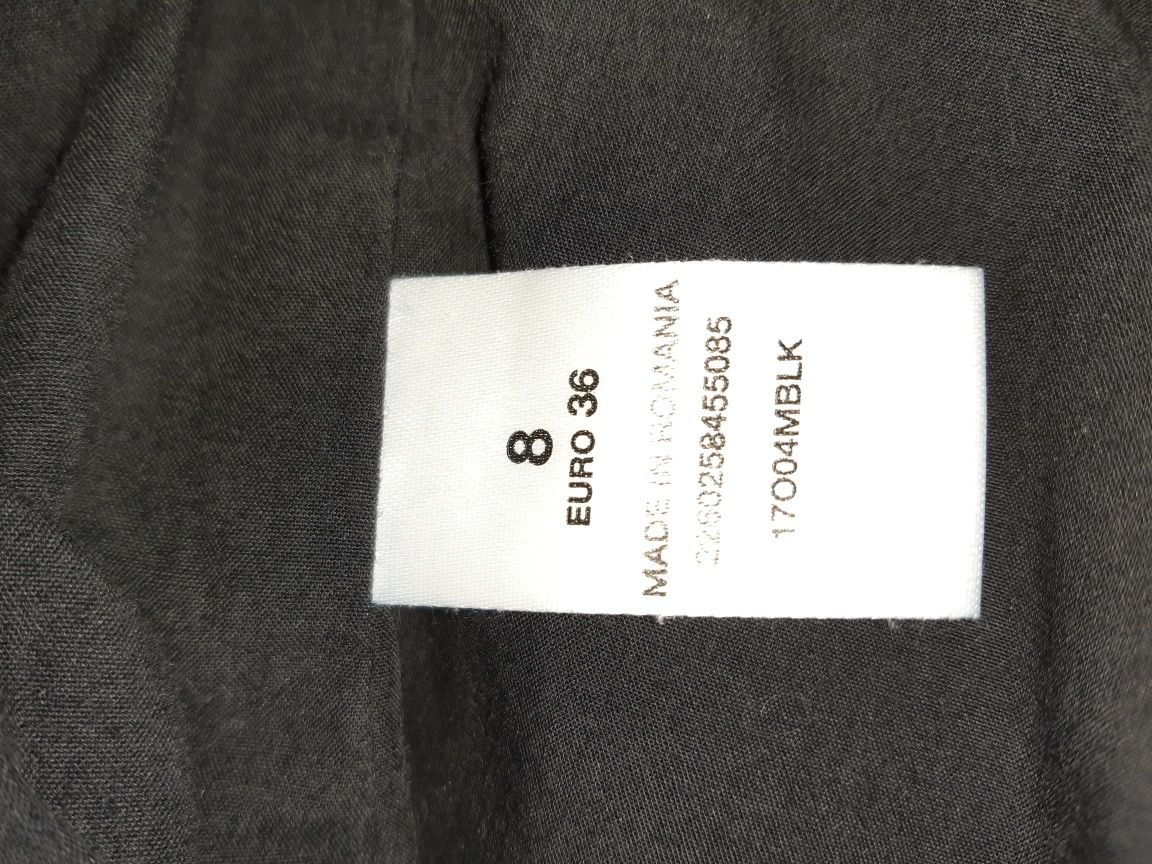 8
EURO 36
MADE IN ROMANIA
2260258455085
17O04MBLK